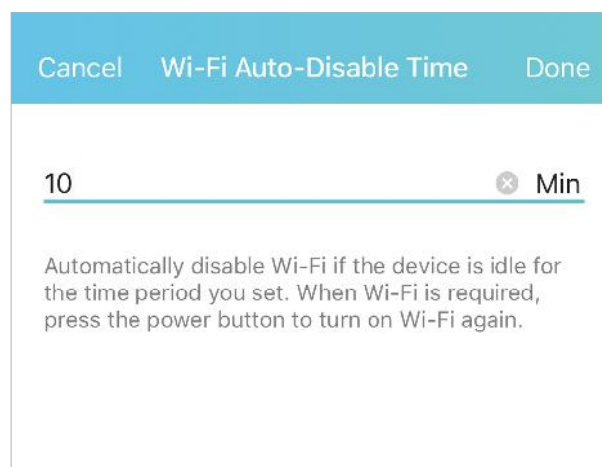 Cancel Wi-Fi Auto-Disable Time Done
10 Min
Automatically disable Wi-Fi if the device is idle for
the time period you set. When Wi-Fi is required,
press the power button to turn on Wi-Fi again.